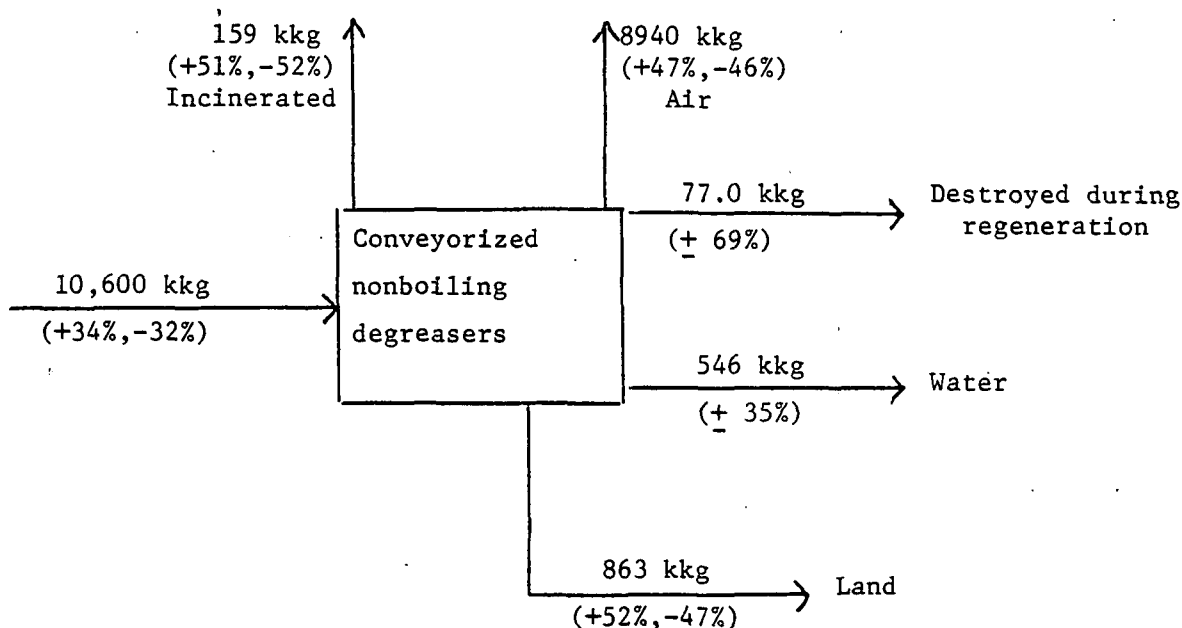 159 kkg
(+51%,-52%)
Incinerated
8940 kkg
(+47%,-46%)
Air
77.0 kkg
(± 69%)
Destroyed during
regeneration
Conveyorized
nonboiling
degreasers
10,600 kkg
(+34%,-32%)
546 kkg
(± 35%)
Water
863 kkg
(+52%,-47%)
Land